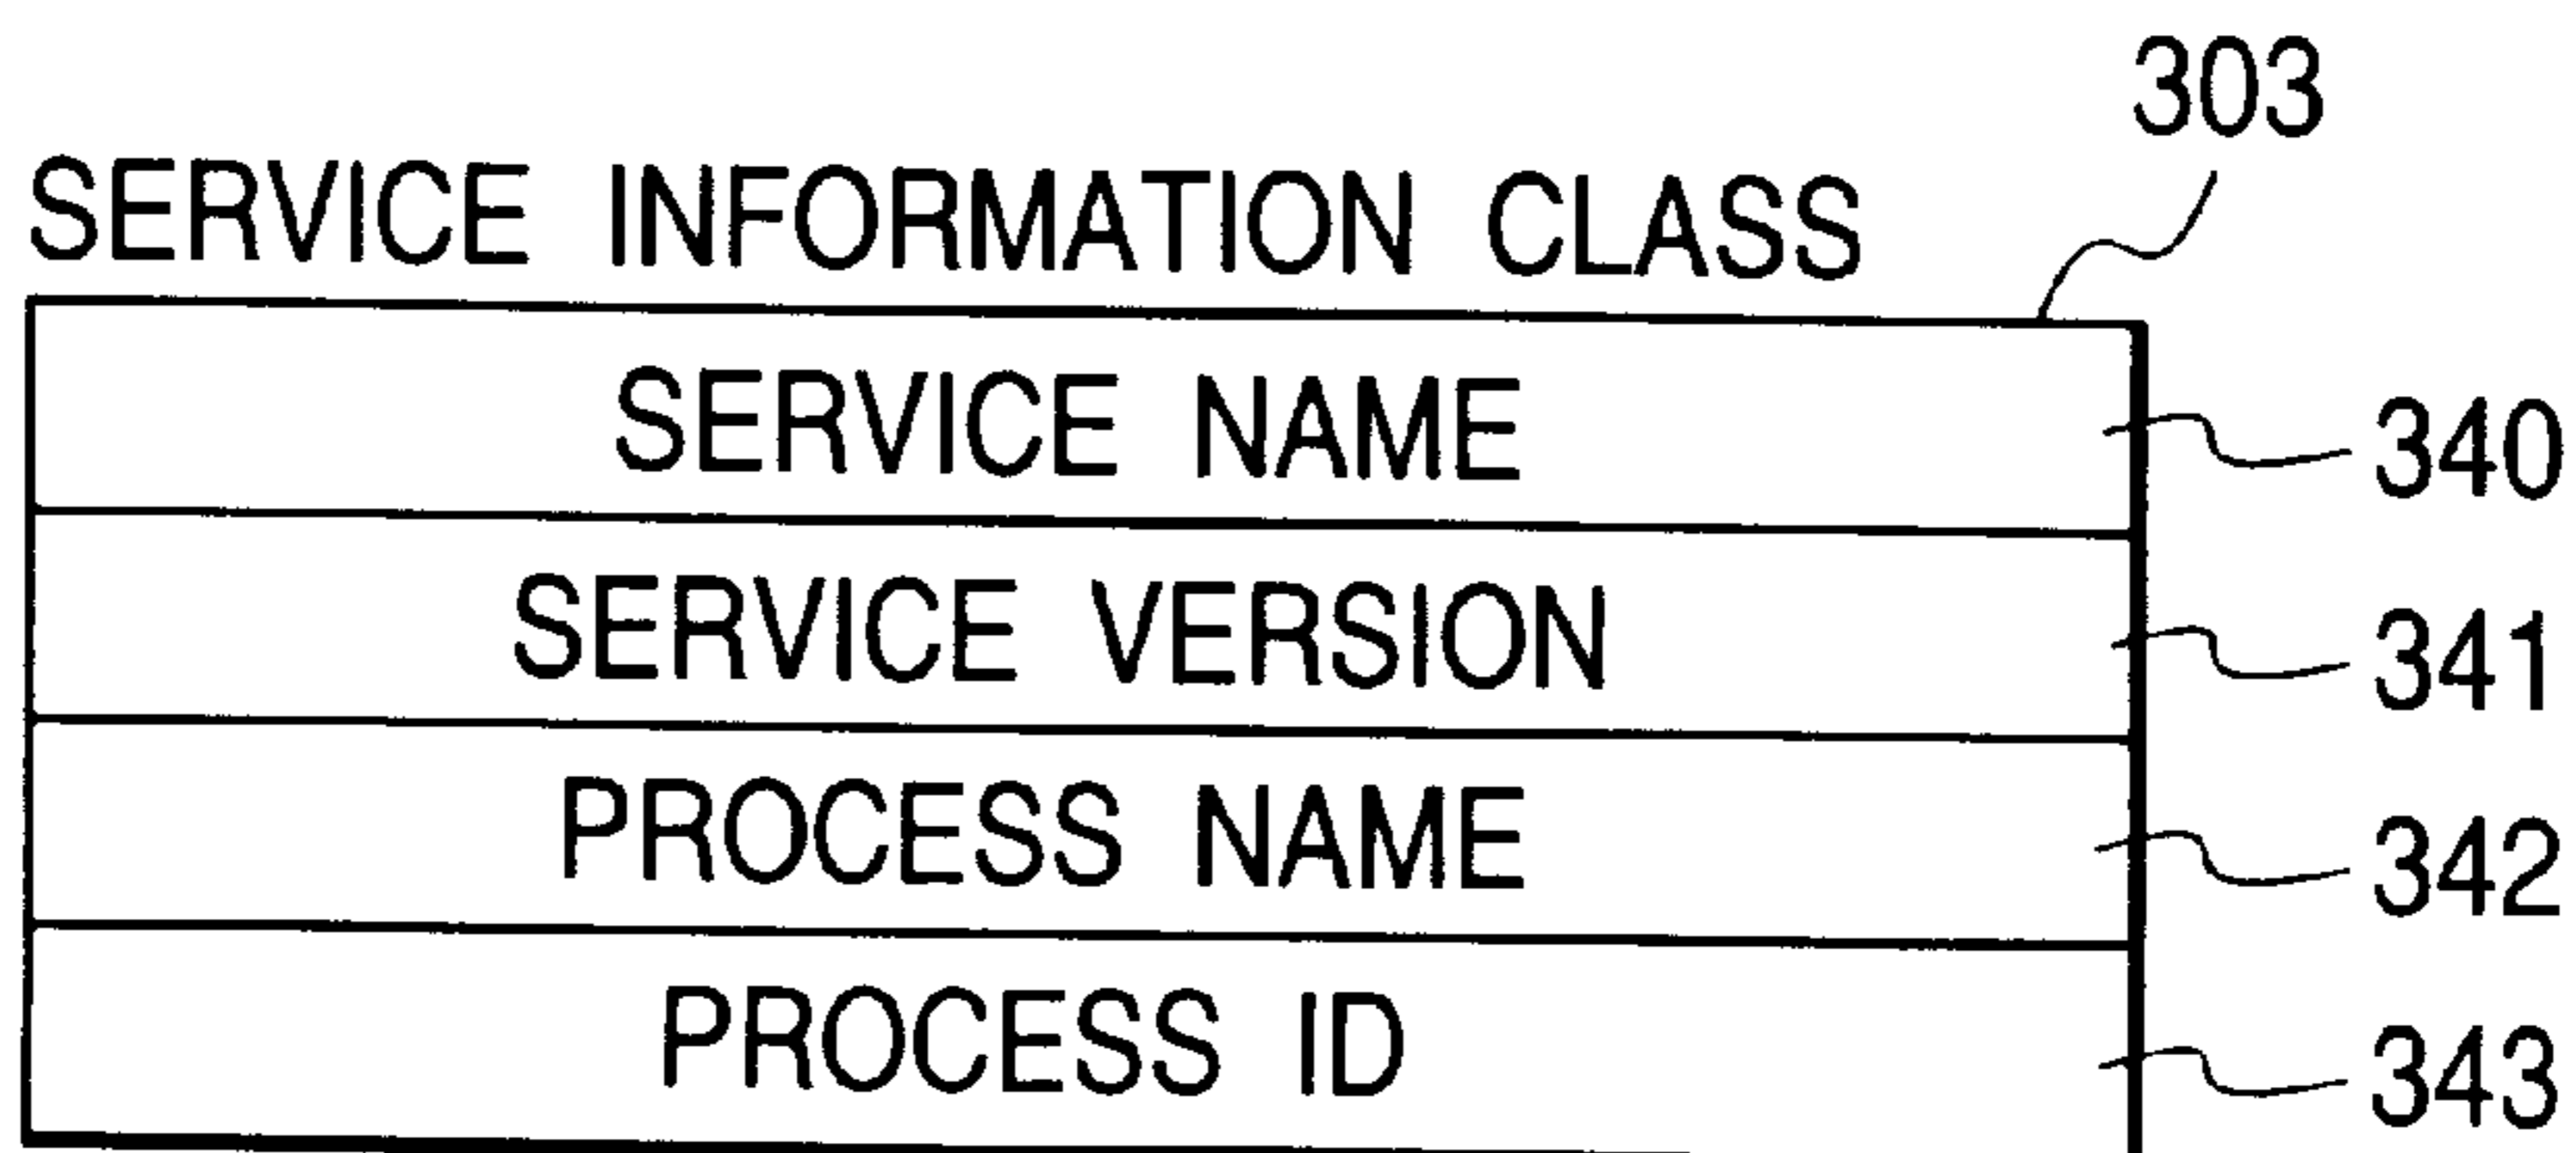 303
SERVICE INFORMATION CLASS
SERVICE NAME 340
SERVICE VERSION 341
PROCESS NAME 342
PROCESS ID 343